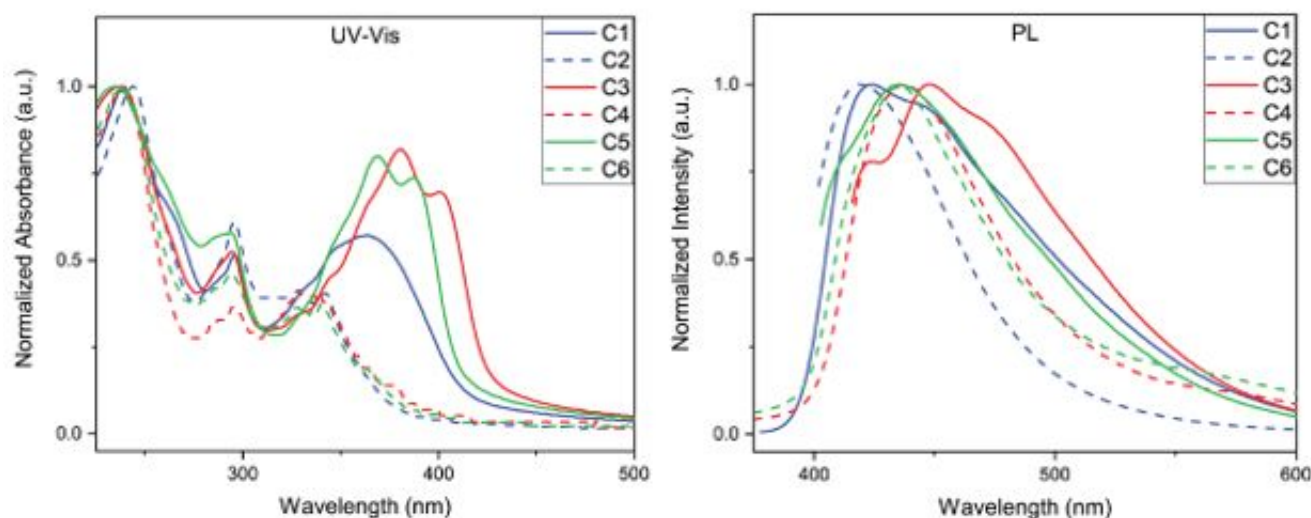 UV-Vis
C1
C2
C3
C4
C5
C6
Normalized Absorbance (a.u.)
1.0
0.5
0.0
300
400
500
Wavelength (nm)
PL
C1
C2
C3
C4
C5
C6
Normalized Intensity (a.u.)
1.0
0.5
0.0
400
500
600
Wavelength (nm)